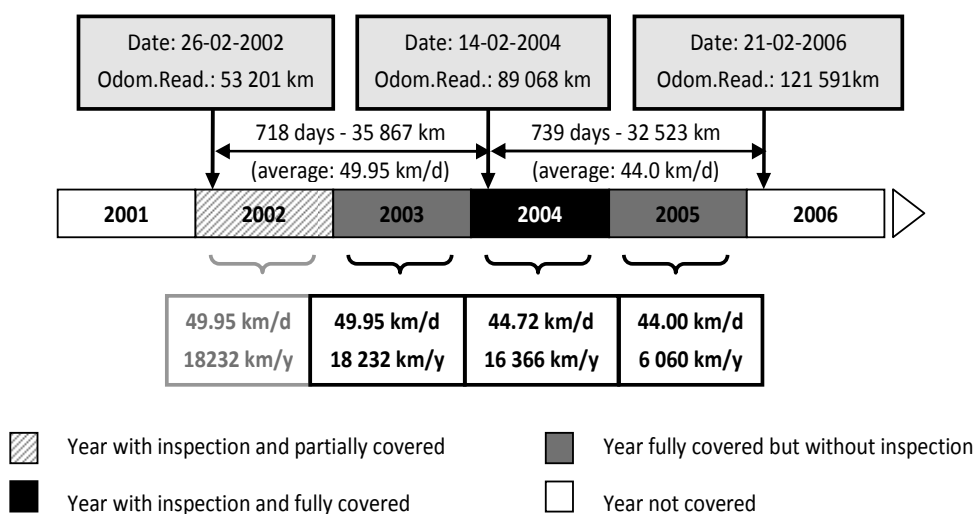 Date: 26-02-2002
Odom.Read.: 53 201 km
Date: 14-02-2004
Odom.Read.: 89 068 km
Date: 21-02-2006
Odom.Read.: 121 591km
718 days - 35 867 km
(average: 49.95 km/d)
739 days - 32 523 km
(average: 44.0 km/d)
2001 2002 2003 2004 2005 2006
49.95 km/d
18232 km/y
49.95 km/d
18 232 km/y
44.72 km/d
16 366 km/y
44.00 km/d
6 060 km/y
Year with inspection and partially covered
Year fully covered but without inspection
Year with inspection and fully covered
Year not covered